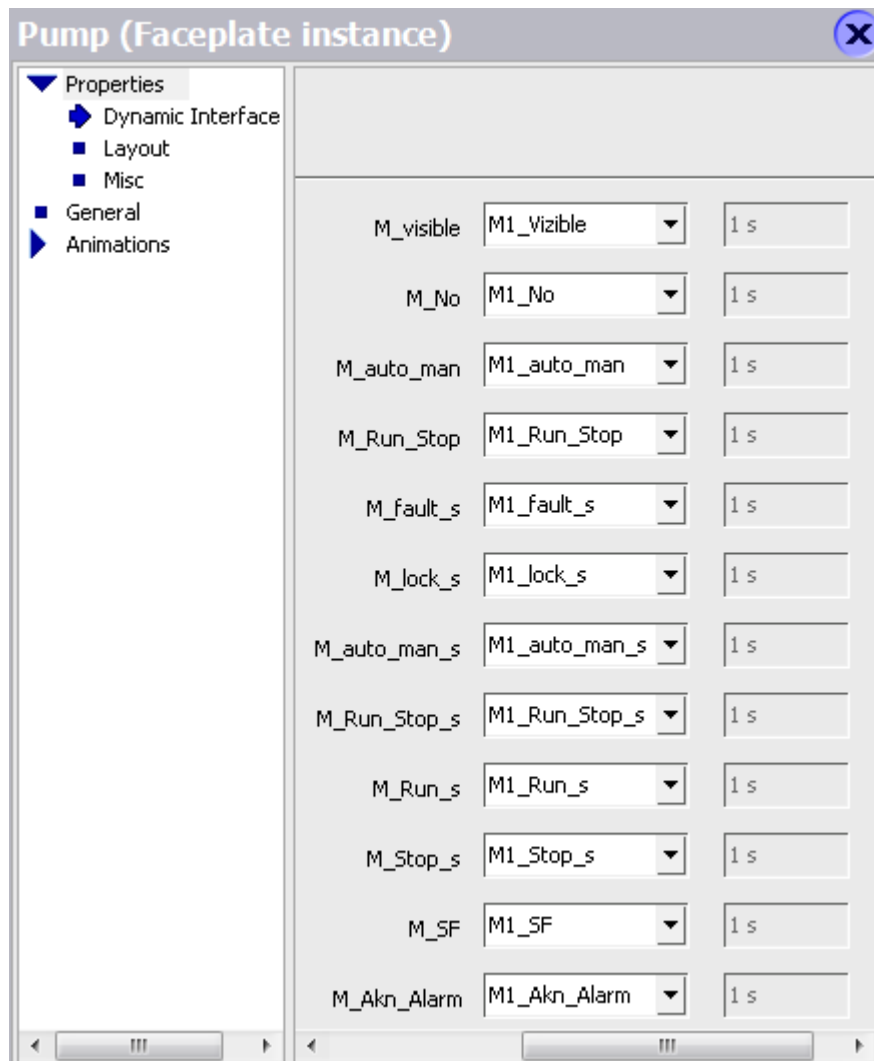 Pump (Faceplate instance)
Properties
Dynamic Interface
Layout
Misc
General
Animations
M_visible M1_Vizible 1 s
M_No M1_No 1 s
M_auto_man M1_auto_man 1 s
M_Run_Stop M1_Run_Stop 1 s
M_fault_s M1_fault_s 1 s
M_lock_s M1_lock_s 1 s
M_auto_man_s M1_auto_man_s 1 s
M_Run_Stop_s M1_Run_Stop_s 1 s
M_Run_s M1_Run_s 1 s
M_Stop_s M1_Stop_s 1 s
M_SF M1_SF 1 s
M_Akn_Alarm M1_Akn_Alarm 1 s